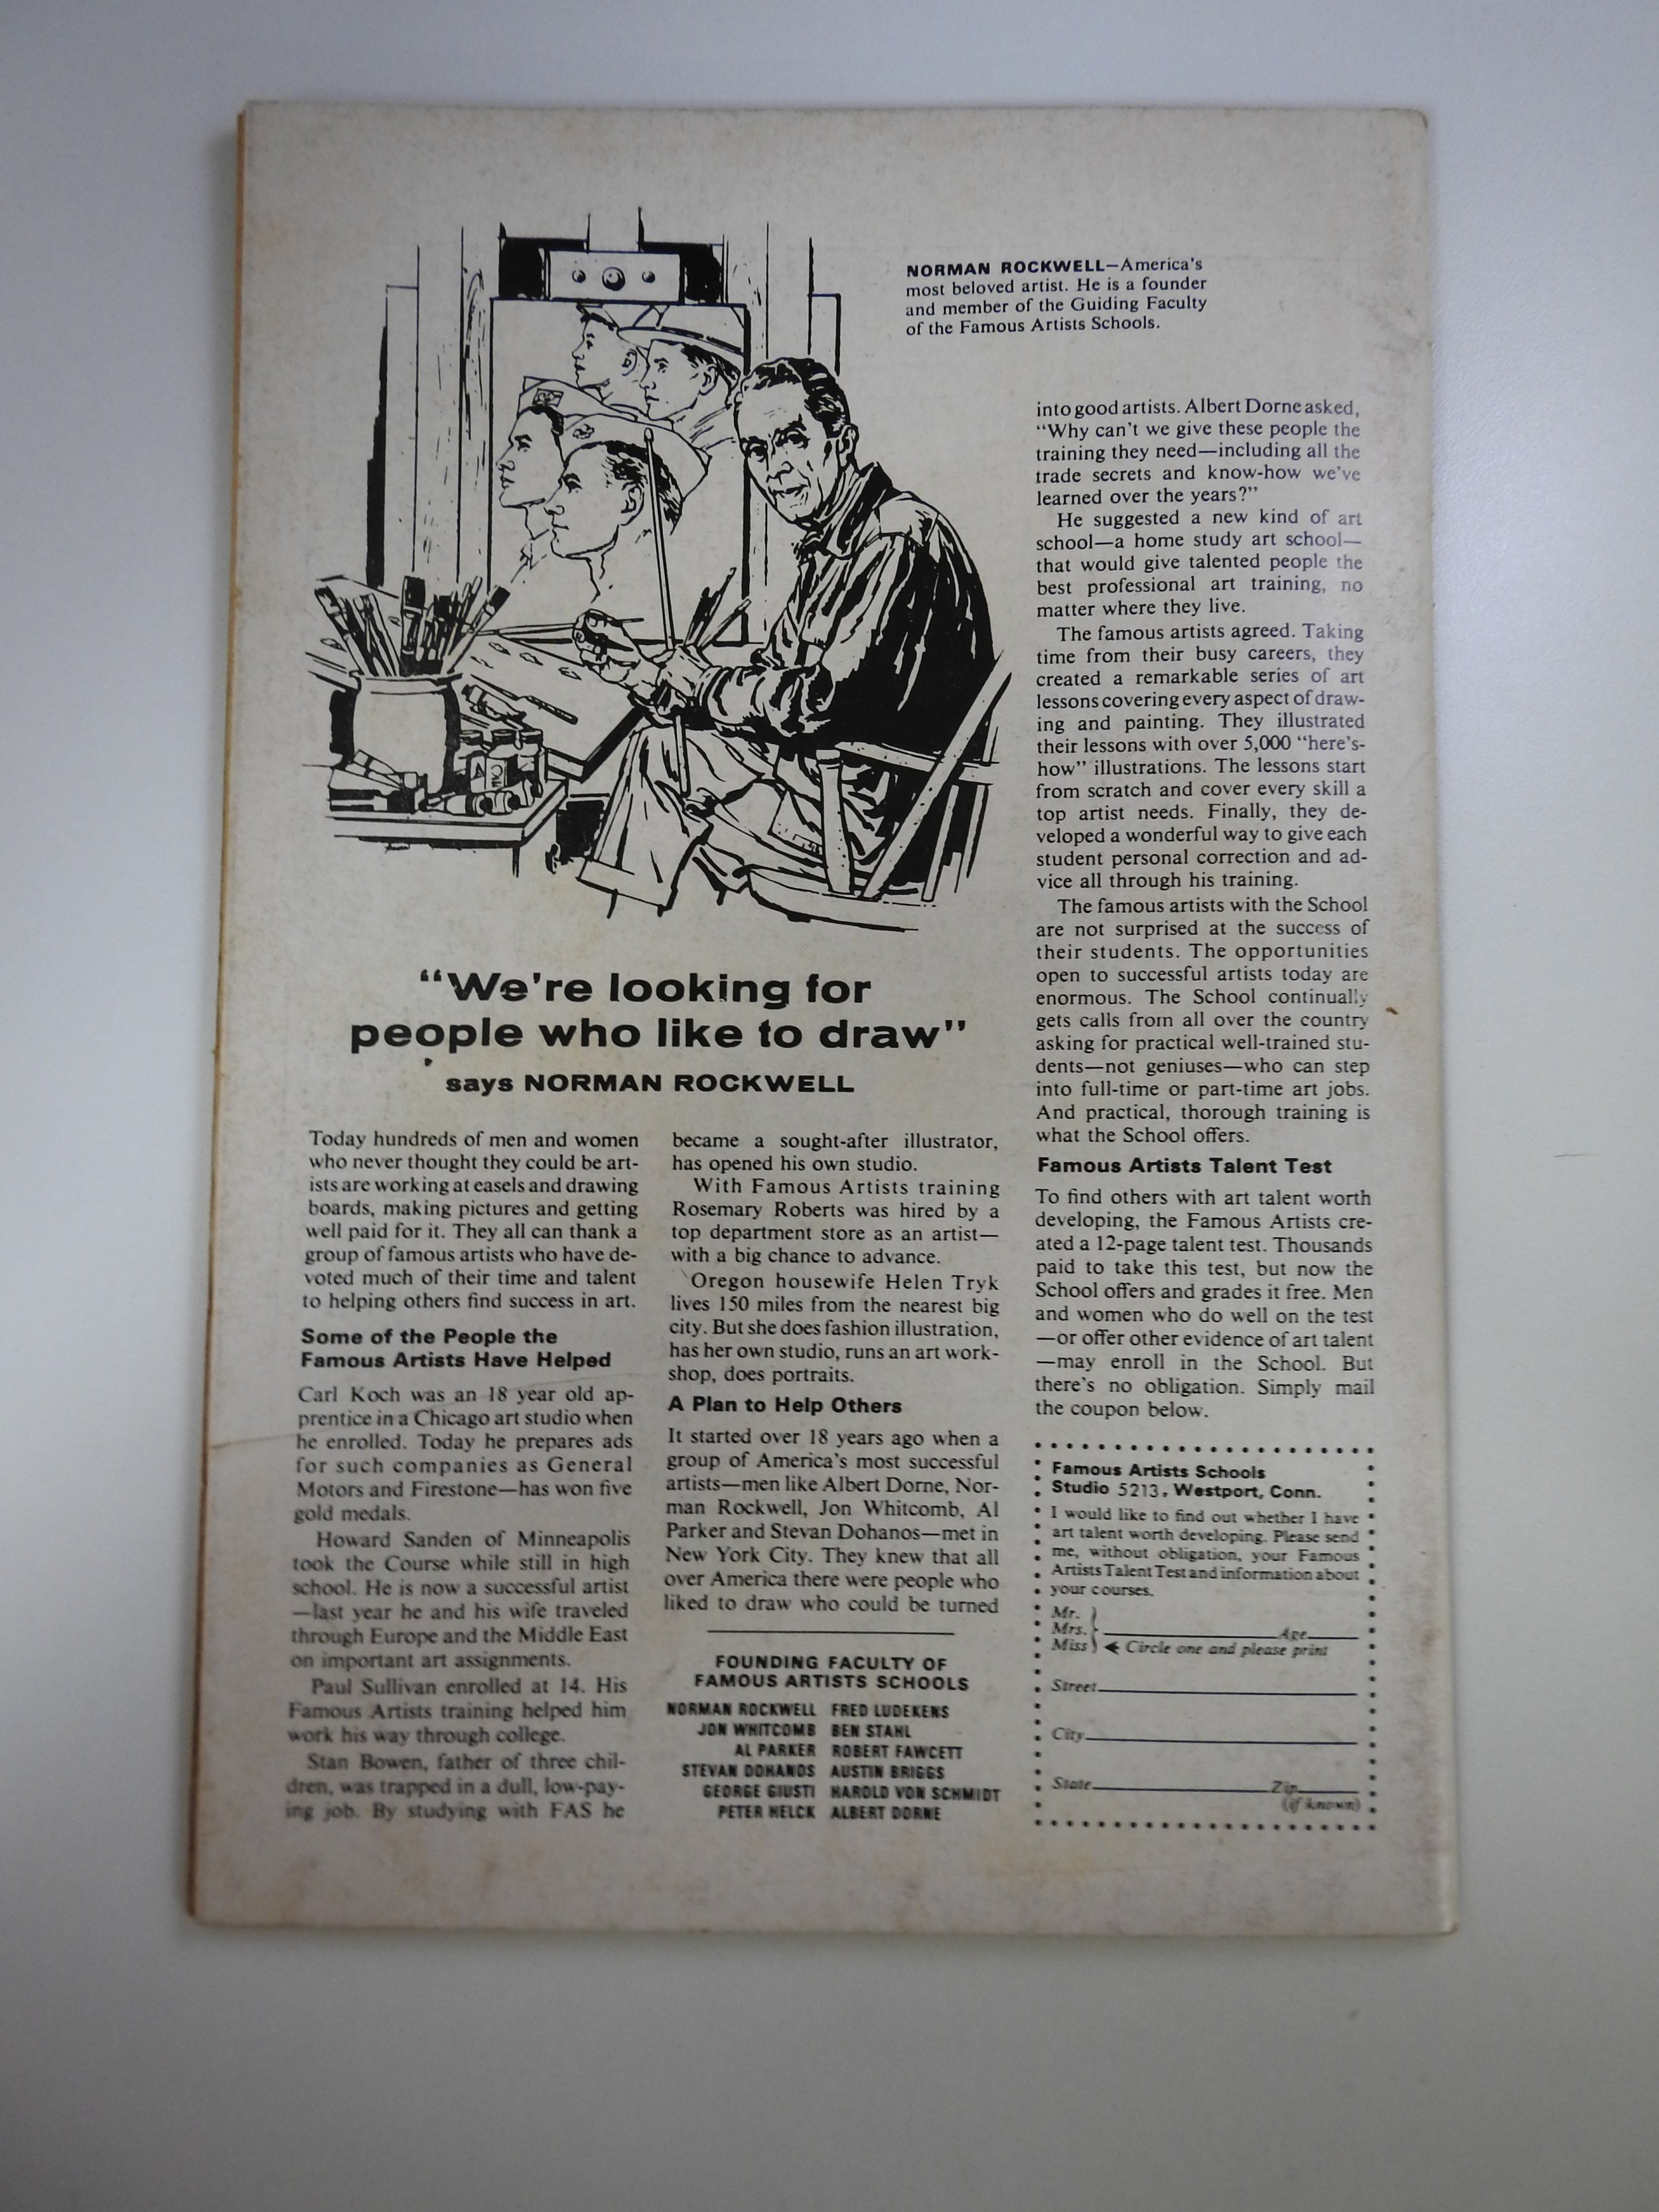 NORMAN ROCKWELL—America's
most beloved artist. He is a founder
and member of the Guiding Faculty
of the Famous Artists Schools.
"We're looking for
people who like to draw"
says NORMAN ROCKWELL
Today hundreds of men and women
who never thought they could be art-
ists are working at easels and drawing
boards, making pictures and getting
well paid for it. They all can thank a
group of famous artists who have de-
voted much of their time and talent
to helping others find success in art.
Some of the People the
Famous Artists Have Helped
Carl Koch was an 18 year old ap-
prentice in a Chicago art studio when
he enrolled. Today he prepares ads
for such companies as General
Motors and Firestone—has won five
gold medals.
Howard Sanden of Minneapolis
took the Course while still in high
school. He is now a successful artist
—last year he and his wife traveled
through Europe and the Middle East
on important art assignments.
Paul Sullivan enrolled at 14. His
Famous Artists training helped him
work his way through college.
Stan Bowen, father of three chil-
dren, was trapped in a dull, low-pay-
ing job. By studying with FAS he
became a sought-after illustrator,
has opened his own studio.
With Famous Artists training
Rosemary Roberts was hired by a
top department store as an artist—
with a big chance to advance.
Oregon housewife Helen Tryk
lives 150 miles from the nearest big
city. But she does fashion illustration,
has her own studio, runs an art work-
shop, does portraits.
A Plan to Help Others
It started over 18 years ago when a
group of America's most successful
artists—men like Albert Dorne, Nor-
man Rockwell, Jon Whitcomb, Al
Parker and Stevan Dohanos—met in
New York City. They knew that all
over America there were people who
liked to draw who could be turned
into good artists. Albert Dorne asked,
"Why can't we give these people the
training they need—including all the
trade secrets and know-how we've
learned over the years?"
He suggested a new kind of art
school—a home study art school—
that would give talented people the
best professional art training, no
matter where they live.
The famous artists agreed. Taking
time from their busy careers, they
created a remarkable series of art
lessons covering every aspect of draw-
ing and painting. They illustrated
their lessons with over 5,000 "here's-
how" illustrations. The lessons start
from scratch and cover every skill a
top artist needs. Finally, they de-
veloped a wonderful way to give each
student personal correction and ad-
vice all through his training.
The famous artists with the School
are not surprised at the success of
their students. The opportunities
open to successful artists today are
enormous. The School continually
gets calls from all over the country
asking for practical well-trained stu-
dents—not geniuses—who can step
into full-time or part-time art jobs.
And practical, thorough training is
what the School offers.
Famous Artists Talent Test
To find others with art talent worth
developing, the Famous Artists cre-
ated a 12-page talent test. Thousands
paid to take this test, but now the
School offers and grades it free. Men
and women who do well on the test
—or offer other evidence of art talent
—may enroll in the School. But
there's no obligation. Simply mail
the coupon below.
FOUNDING FACULTY OF
FAMOUS ARTISTS SCHOOLS
NORMAN ROCKWELL FRED LUDEKENS
JON WHITCOMB BEN STAHL
AL PARKER ROBERT FAWCETT
STEVAN DOHANOS AUSTIN BRIGGS
GEORGE GIUSTI HAROLD VON SCHMIDT
PETER HELCK ALBERT DORNE
Famous Artists Schools
Studio 5213, Westport, Conn.
I would like to find out whether I have
art talent worth developing. Please send
me, without obligation, your Famous
Artists Talent Test and information about
your courses.
Mr.
Mrs. Age
Miss Circle one and please print
Street
City
State Zip
(if known)